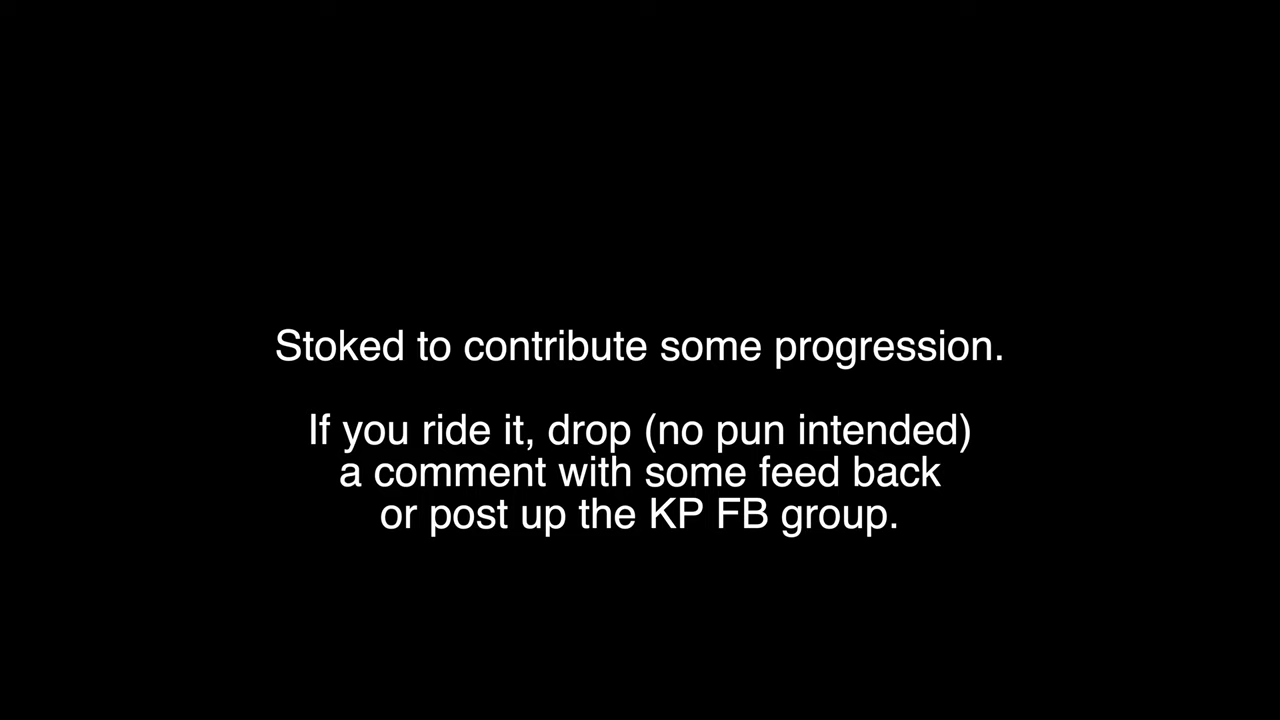 Stoked to contribute some progression.
If you ride it, drop (no pun intended)
a comment with some feed back
or post up the KP FB group.